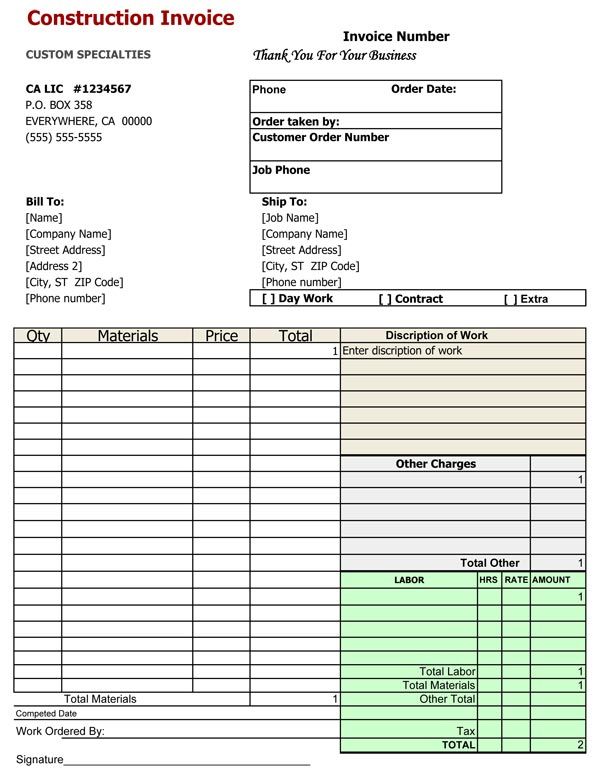 Construction Invoice
Invoice Number
CUSTOM SPECIALTIES
Thank You For Your Business
CA LIC #1234567
P.O. BOX 358
EVERYWHERE, CA 00000
(555) 555-5555
Phone Order Date:
Order taken by:
Customer Order Number
Job Phone
Bill To:
[Name]
[Company Name]
[Street Address]
[Address 2]
[City, ST ZIP Code]
[Phone number]
Ship To:
[Job Name]
[Company Name]
[Street Address]
[City, ST ZIP Code]
[Phone number]
[ ] Day Work [ ] Contract [ ] Extra
Qty Materials Price Total Discription of Work
1 Enter discription of work
Other Charges
1
Total Other 1
LABOR HRS RATE AMOUNT
1
Total Labor 1
Total Materials 1
Total Materials 1 Other Total
Competed Date
Work Ordered By: Tax
TOTAL 2
Signature